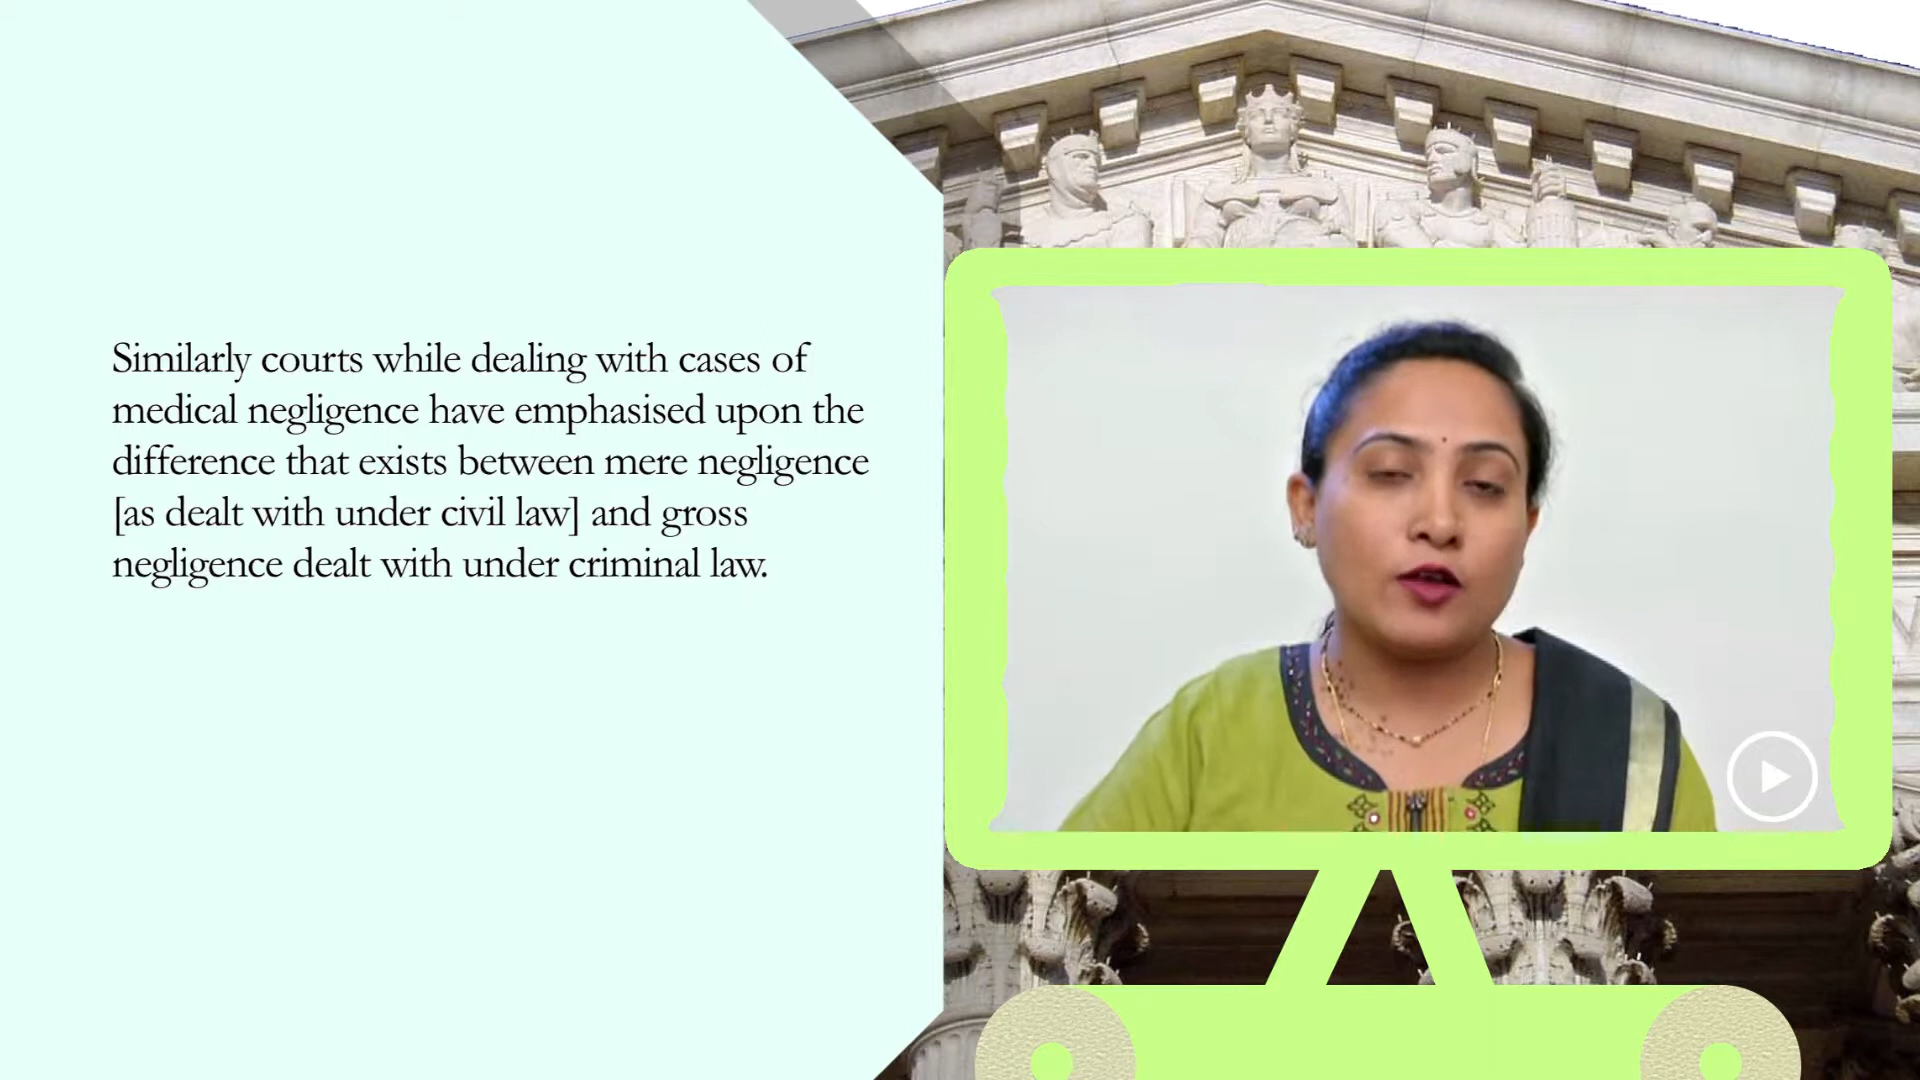 Similarly courts while dealing with cases of
medical negligence have emphasised upon the
difference that exists between mere negligence
[as dealt with under civil law] and gross
negligence dealt with under criminal law.